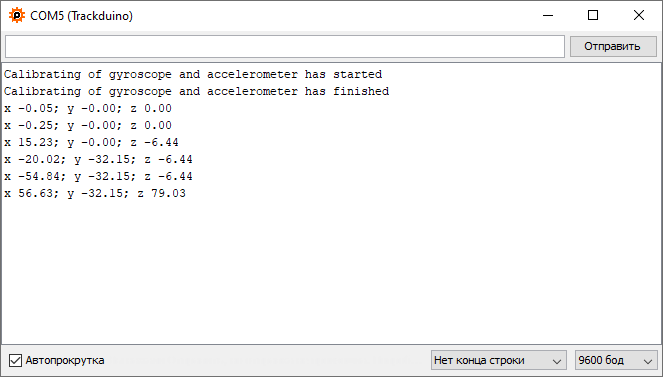 COM5 (Trackduino)
Отправить
Calibrating of gyroscope and accelerometer has started
Calibrating of gyroscope and accelerometer has finished
x -0.05; y -0.00; z 0.00
x -0.25; y -0.00; z 0.00
x 15.23; y -0.00; z -6.44
x -20.02; y -32.15; z -6.44
x -54.84; y -32.15; z -6.44
x 56.63; y -32.15; z 79.03
Автопрокрутка
Нет конца строки
9600 бод